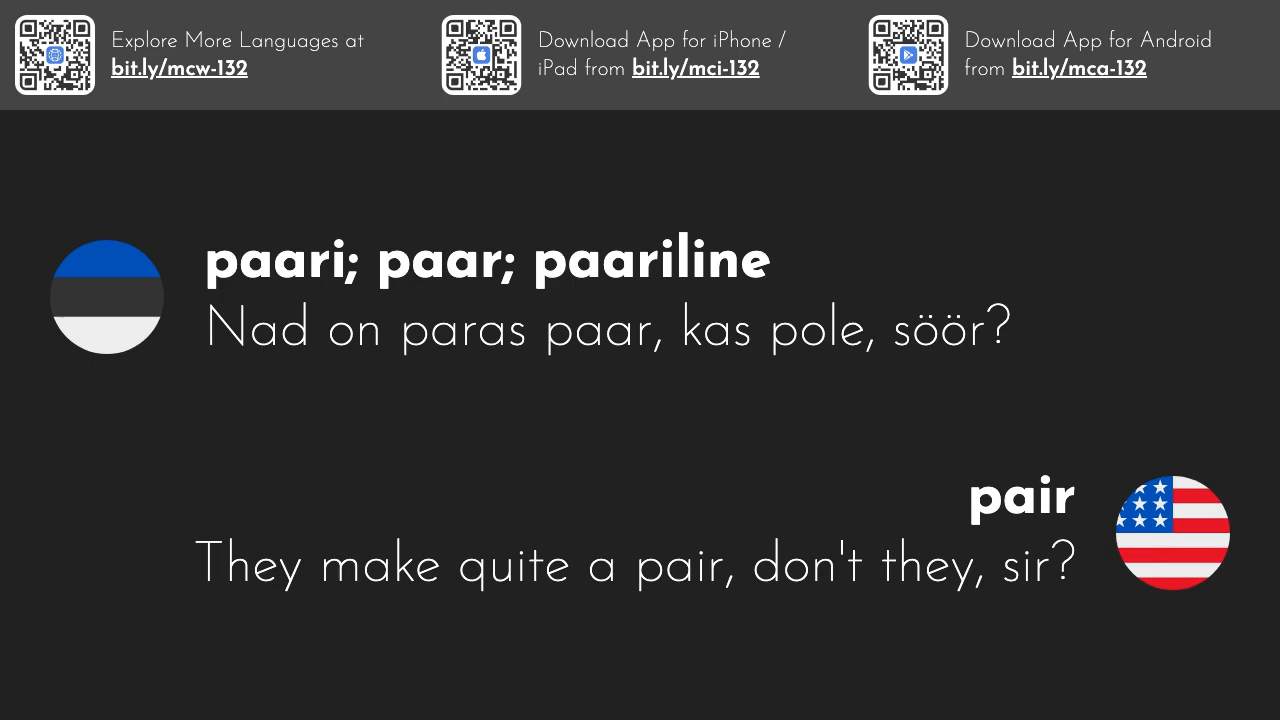 Explore More Languages at
bit.ly/mcw-132
Download App for iPhone /
iPad from bit.ly/mci-132
Download App for Android
from bit.ly/mca-132
paari; paar; paariline
Nad on paras paar, kas pole, söör?
pair
They make quite a pair, don't they, sir?